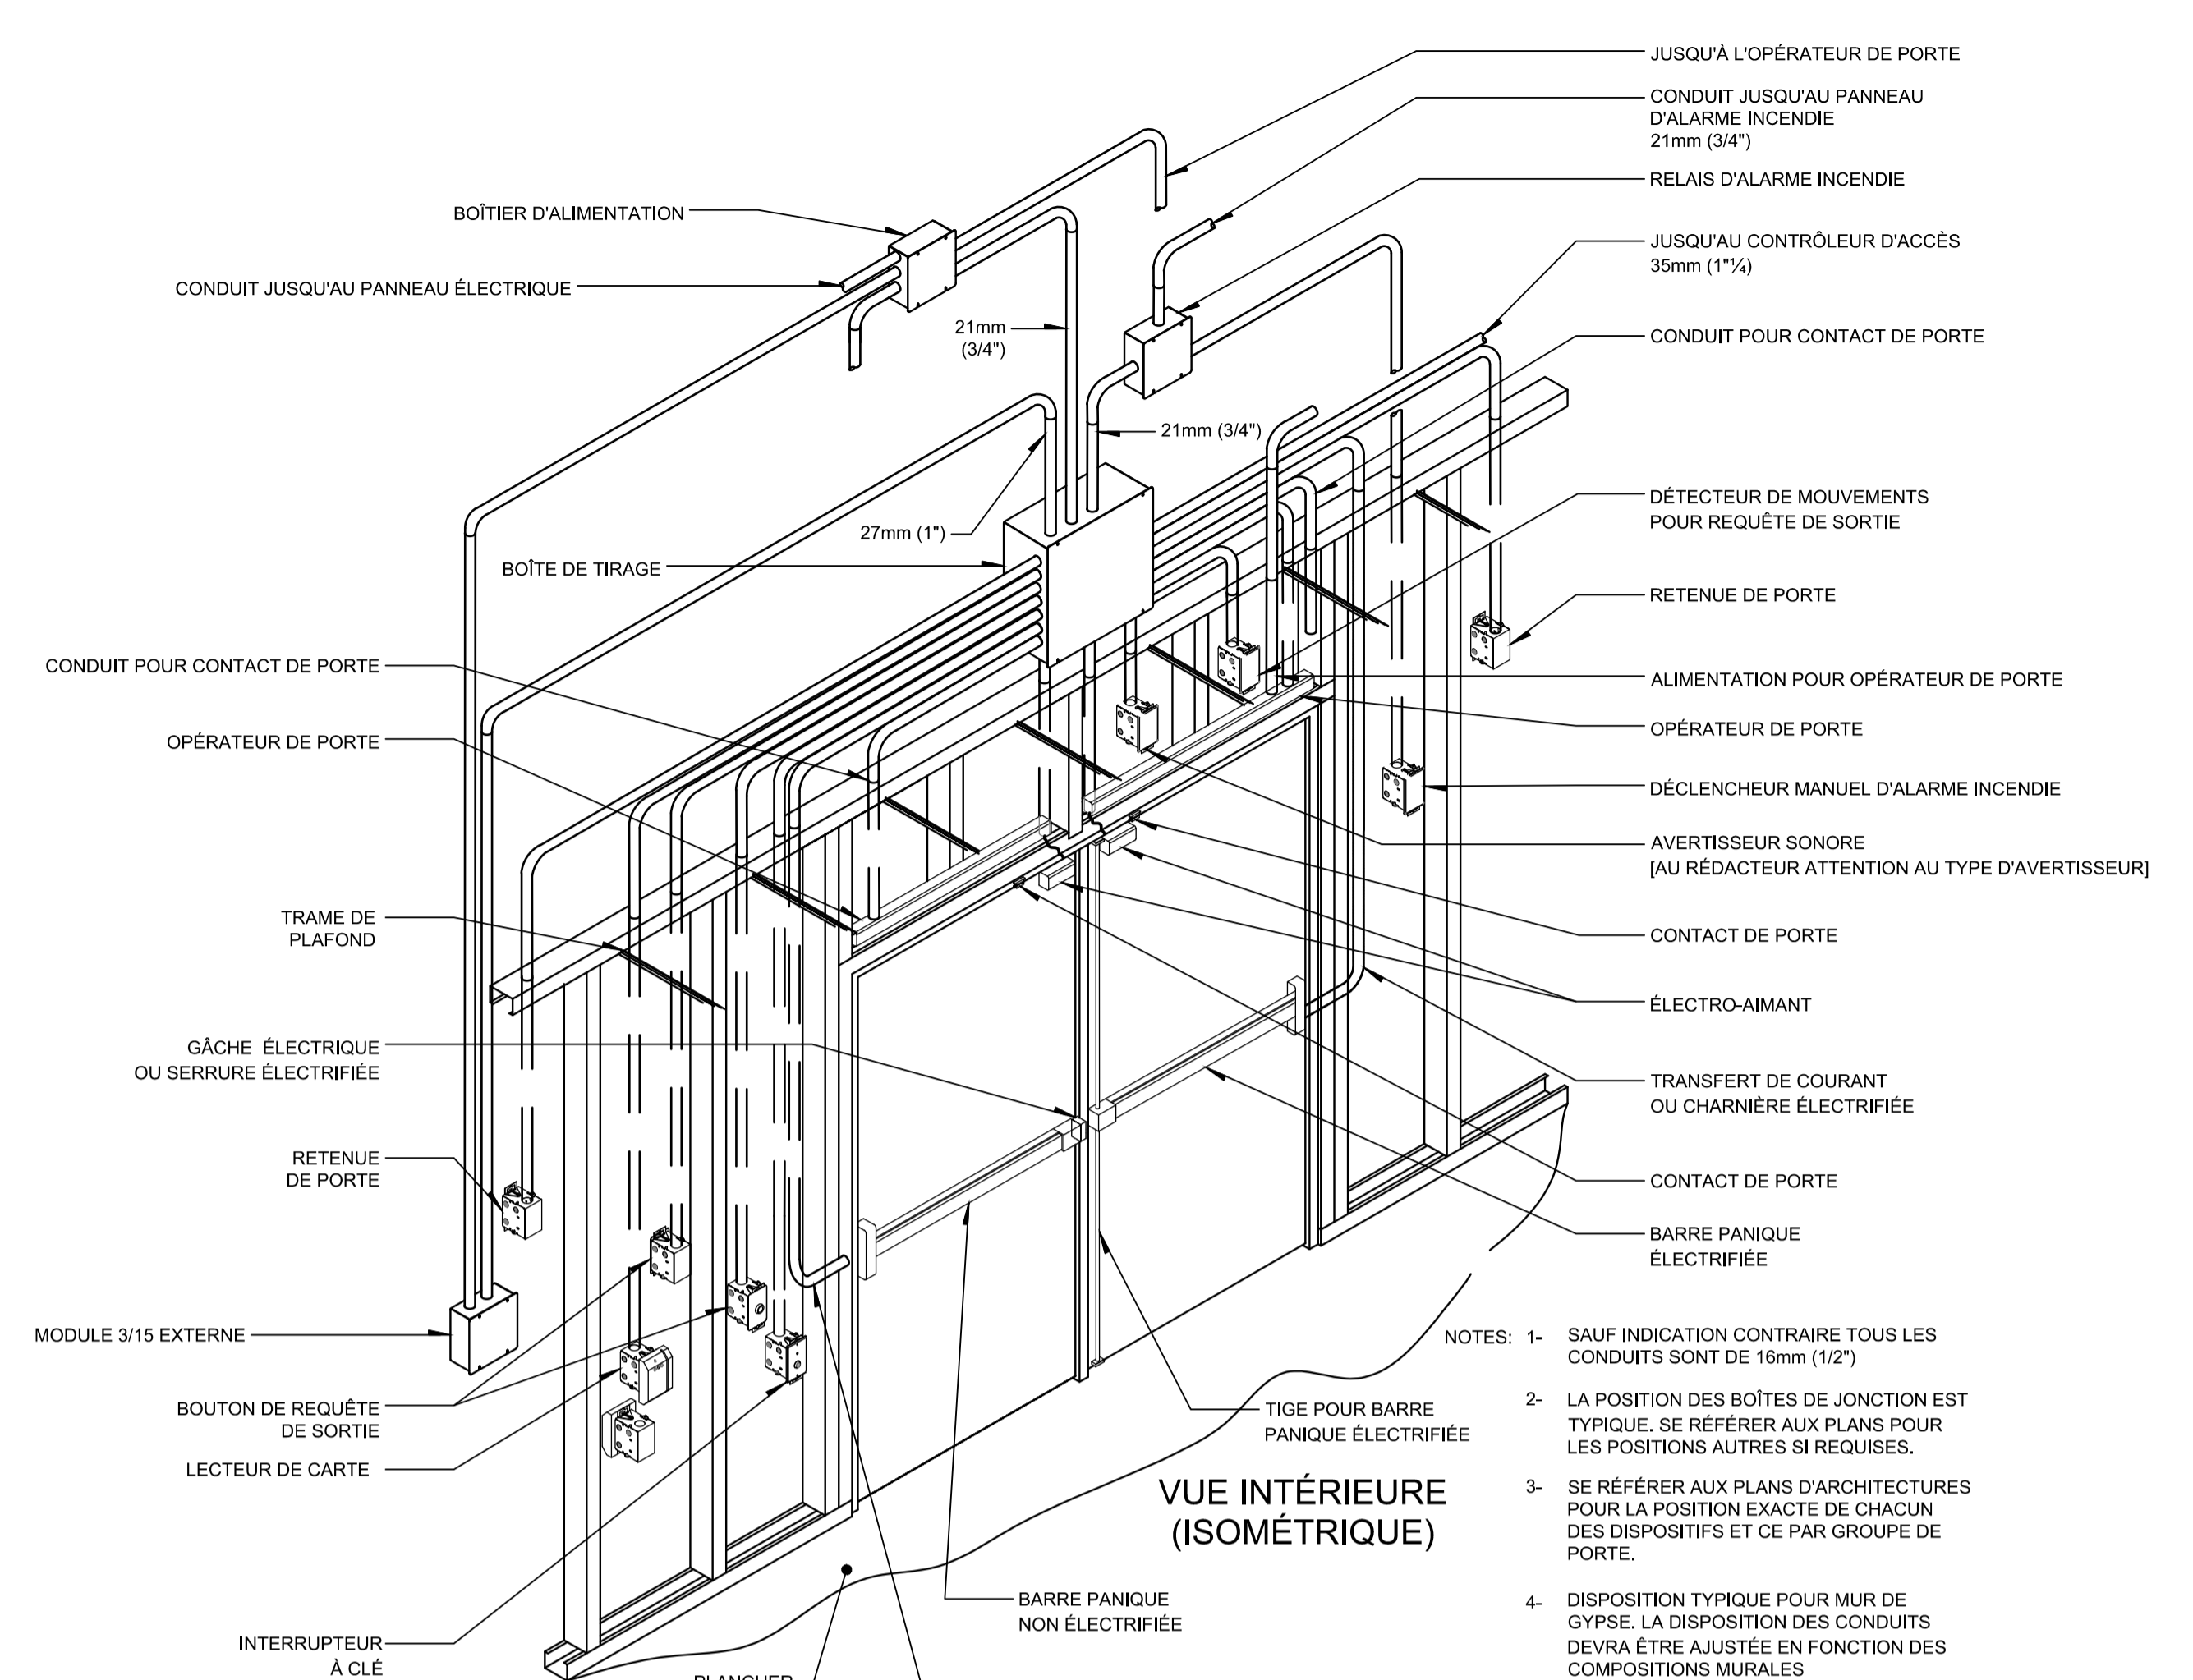 JUSQU'À L'OPÉRATEUR DE PORTE
CONDUIT JUSQU'AU PANNEAU
D'ALARME INCENDIE
21mm (3/4")
RELAIS D'ALARME INCENDIE
BOÎTIER D'ALIMENTATION
JUSQU'AU CONTRÔLEUR D'ACCÈS
35mm (1"¼)
CONDUIT JUSQU'AU PANNEAU ÉLECTRIQUE
21mm
(3/4")
CONDUIT POUR CONTACT DE PORTE
21mm (3/4")
DÉTECTEUR DE MOUVEMENTS
POUR REQUÊTE DE SORTIE
27mm (1")
BOÎTE DE TIRAGE
RETENUE DE PORTE
CONDUIT POUR CONTACT DE PORTE
ALIMENTATION POUR OPÉRATEUR DE PORTE
OPÉRATEUR DE PORTE
OPÉRATEUR DE PORTE
DÉCLENCHEUR MANUEL D'ALARME INCENDIE
AVERTISSEUR SONORE
[AU RÉDACTEUR ATTENTION AU TYPE D'AVERTISSEUR]
TRAME DE
PLAFOND
CONTACT DE PORTE
ÉLECTRO-AIMANT
GÂCHE ÉLECTRIQUE
OU SERRURE ÉLECTRIFIÉE
TRANSFERT DE COURANT
OU CHARNIÈRE ÉLECTRIFIÉE
RETENUE
DE PORTE
CONTACT DE PORTE
BARRE PANIQUE
ÉLECTRIFIÉE
MODULE 3/15 EXTERNE
BOUTON DE REQUÊTE
DE SORTIE
LECTEUR DE CARTE
TIGE POUR BARRE
PANIQUE ÉLECTRIFIÉE
VUE INTÉRIEURE
(ISOMÉTRIQUE)
BARRE PANIQUE
NON ÉLECTRIFIÉE
INTERRUPTEUR
À CLÉ
PLANCHER
NOTES: 1- SAUF INDICATION CONTRAIRE TOUS LES
CONDUITS SONT DE 16mm (1/2")
2- LA POSITION DES BOÎTES DE JONCTION EST
TYPIQUE. SE RÉFÉRER AUX PLANS POUR
LES POSITIONS AUTRES SI REQUISES.
3- SE RÉFÉRER AUX PLANS D'ARCHITECTURES
POUR LA POSITION EXACTE DE CHACUN
DES DISPOSITIFS ET CE PAR GROUPE DE
PORTE.
4- DISPOSITION TYPIQUE POUR MUR DE
GYPSE. LA DISPOSITION DES CONDUITS
DEVRA ÊTRE AJUSTÉE EN FONCTION DES
COMPOSITIONS MURALES